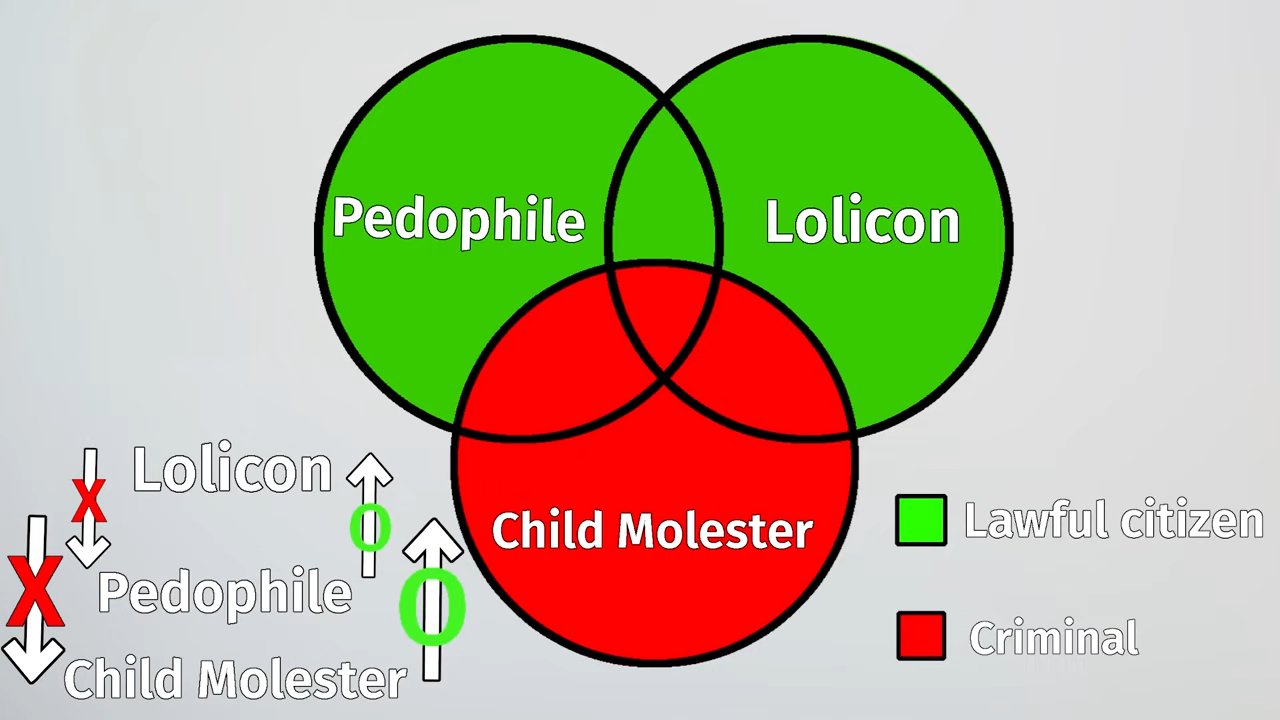 Pedophile
Lolicon
Child Molester
Lolicon
X
O
Pedophile
X
O
Child Molester
Lawful citizen
Criminal